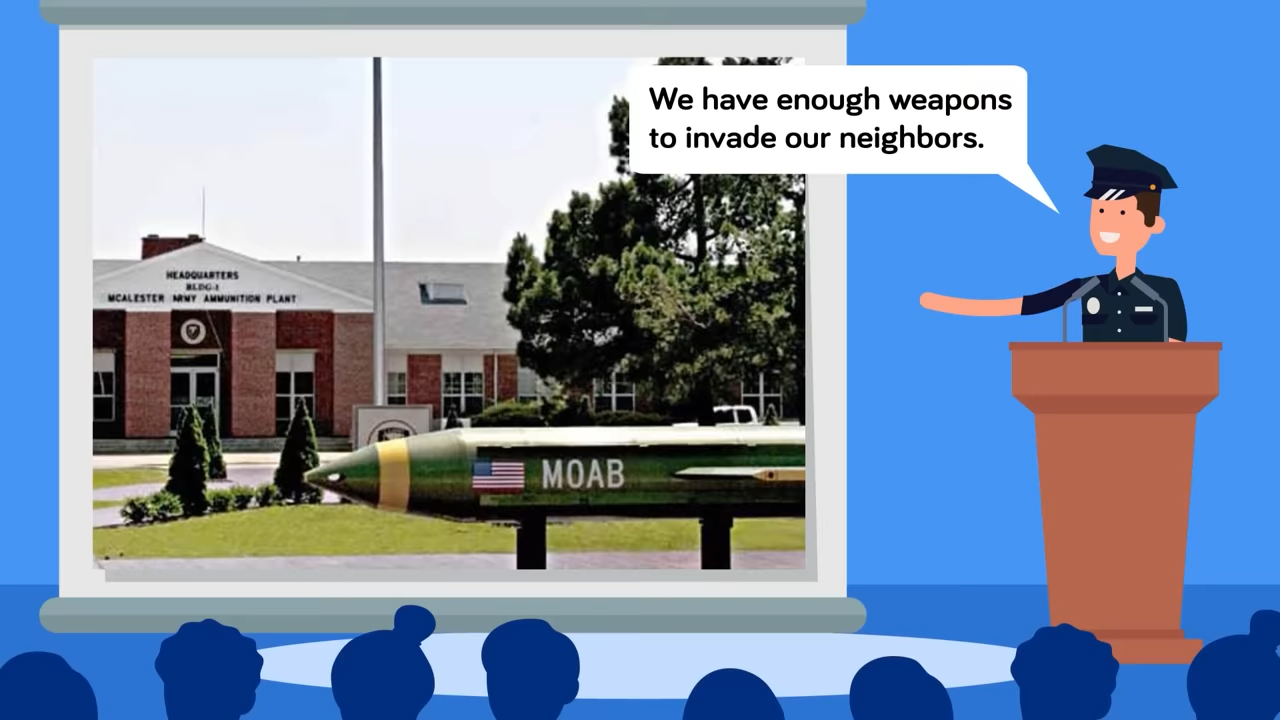 We have enough weapons
to invade our neighbors.
HEADQUARTERS
BLDG-1
MCALESTER ARMY AMMUNITION PLANT
MOAB